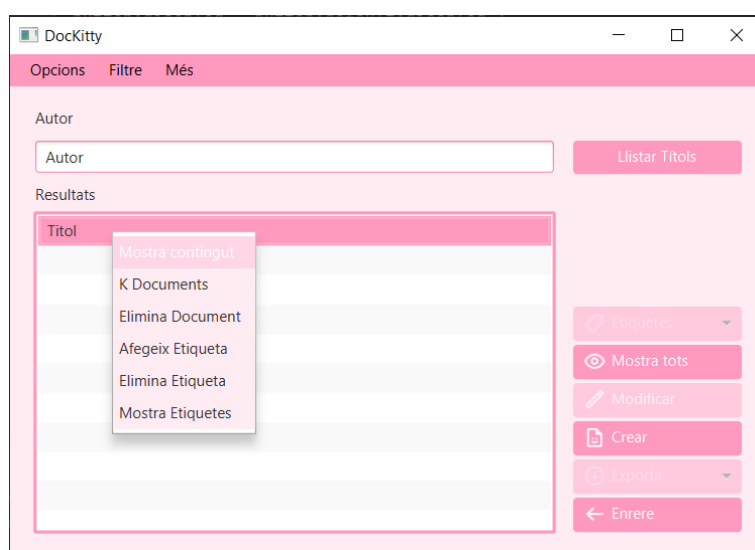 DocKitty
Opcions Filtre Més
Autor
Autor
Llistar Títols
Resultats
Titol
Mostra contingut
K Documents
Elimina Document
Afegeix Etiqueta
Elimina Etiqueta
Mostra Etiquetes
Etiquetes
Mostra tots
Modificar
Crear
Exporta
Enrere